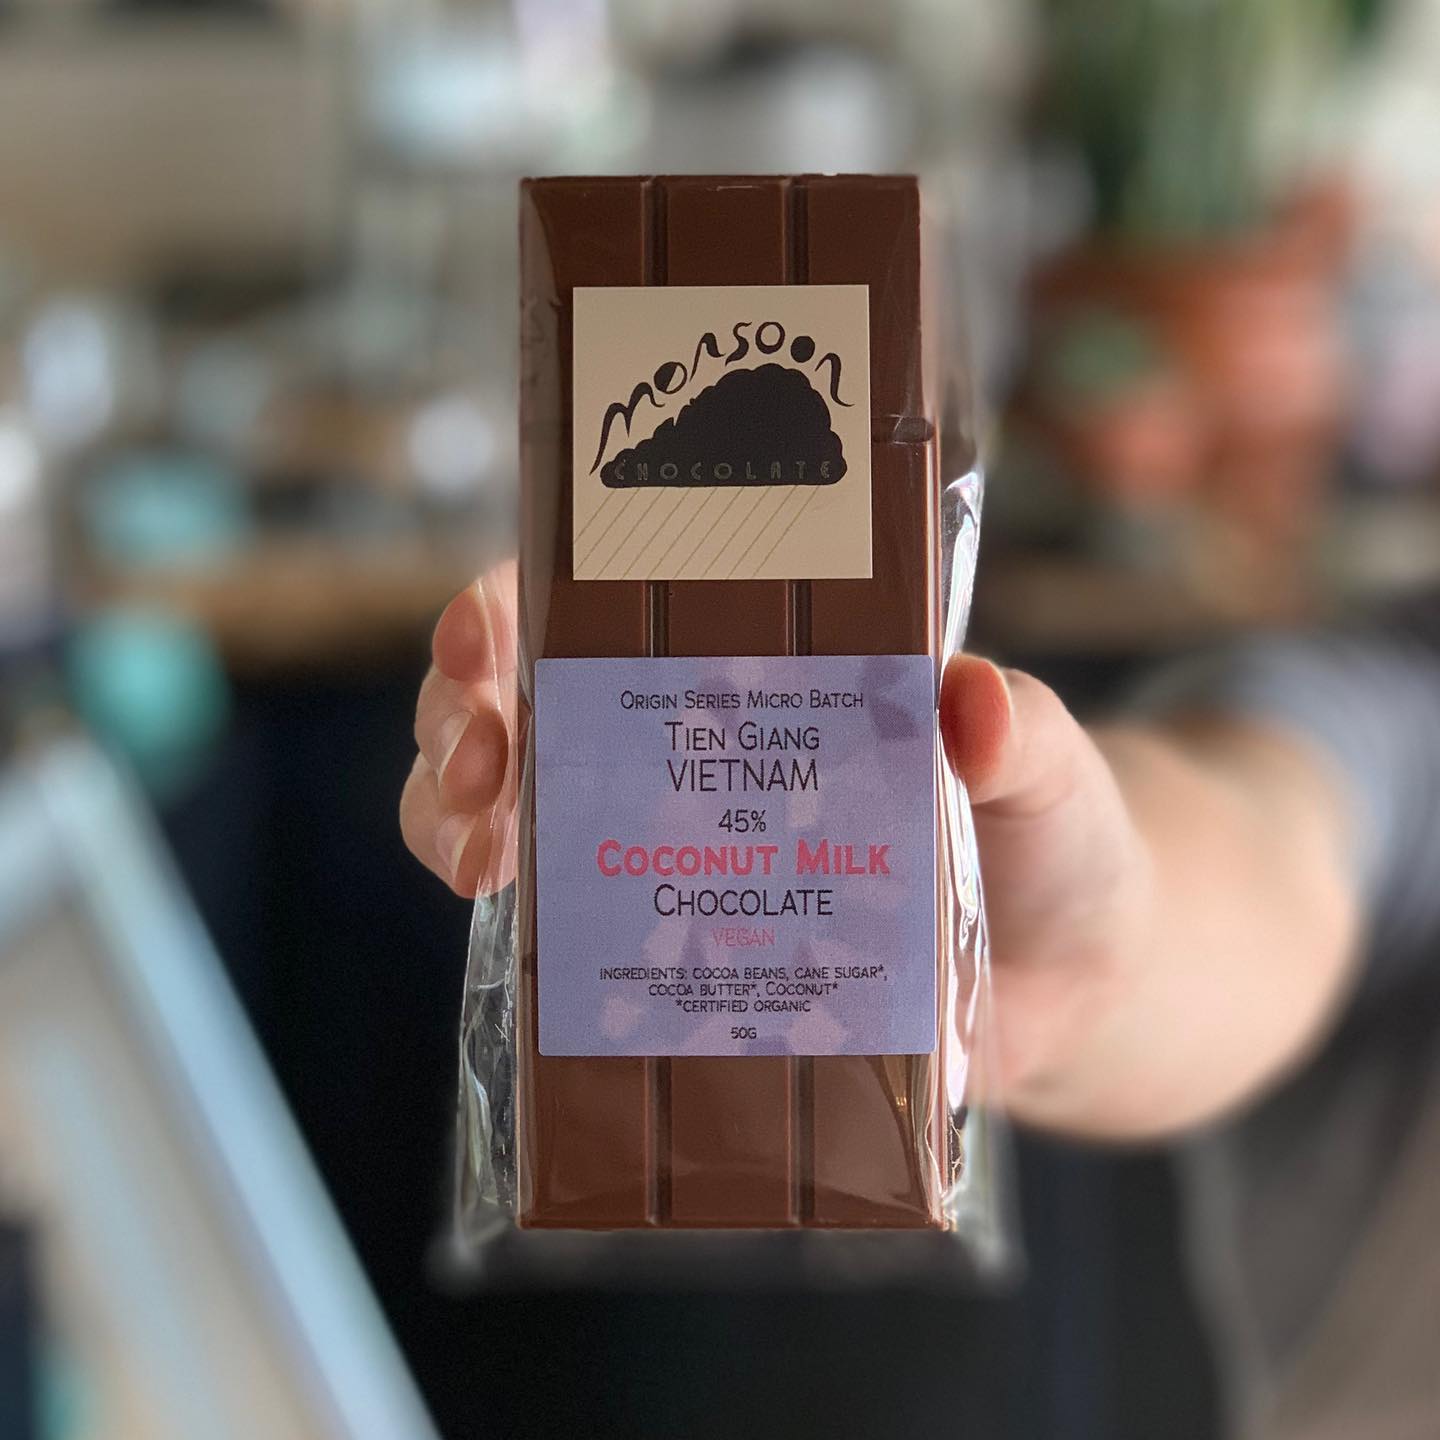 monsoon
CHOCOLATE
Origin Series Micro Batch
Tien Giang
VIETNAM
45%
Coconut Milk
Chocolate
VEGAN
INGREDIENTS: COCOA BEANS, CANE SUGAR*,
COCOA BUTTER*, COCONUT*
*CERTIFIED ORGANIC
50G